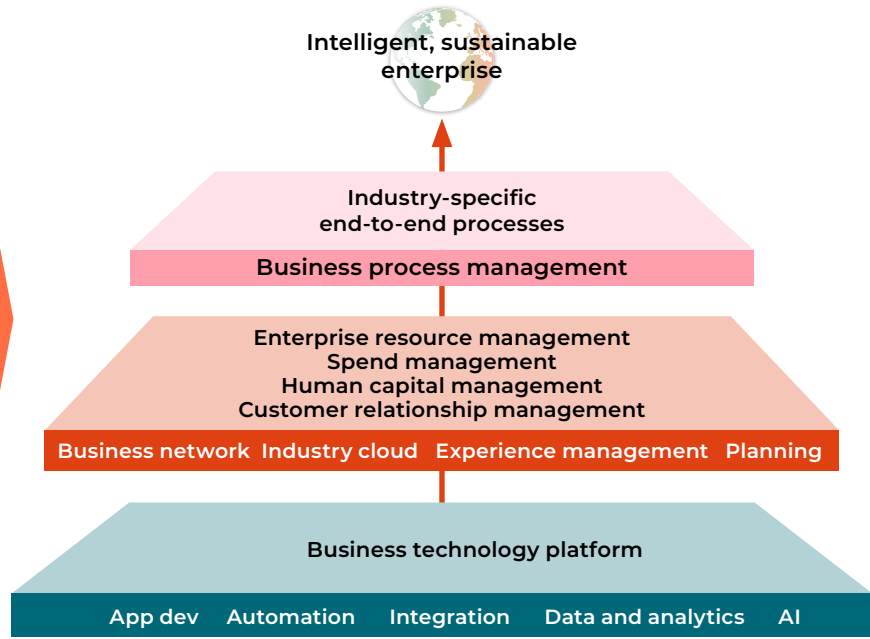 Intelligent, sustainable
enterprise
Industry-specific
end-to-end processes
Business process management
Enterprise resource management
Spend management
Human capital management
Customer relationship management
Business network Industry cloud Experience management Planning
Business technology platform
App dev Automation Integration Data and analytics AI